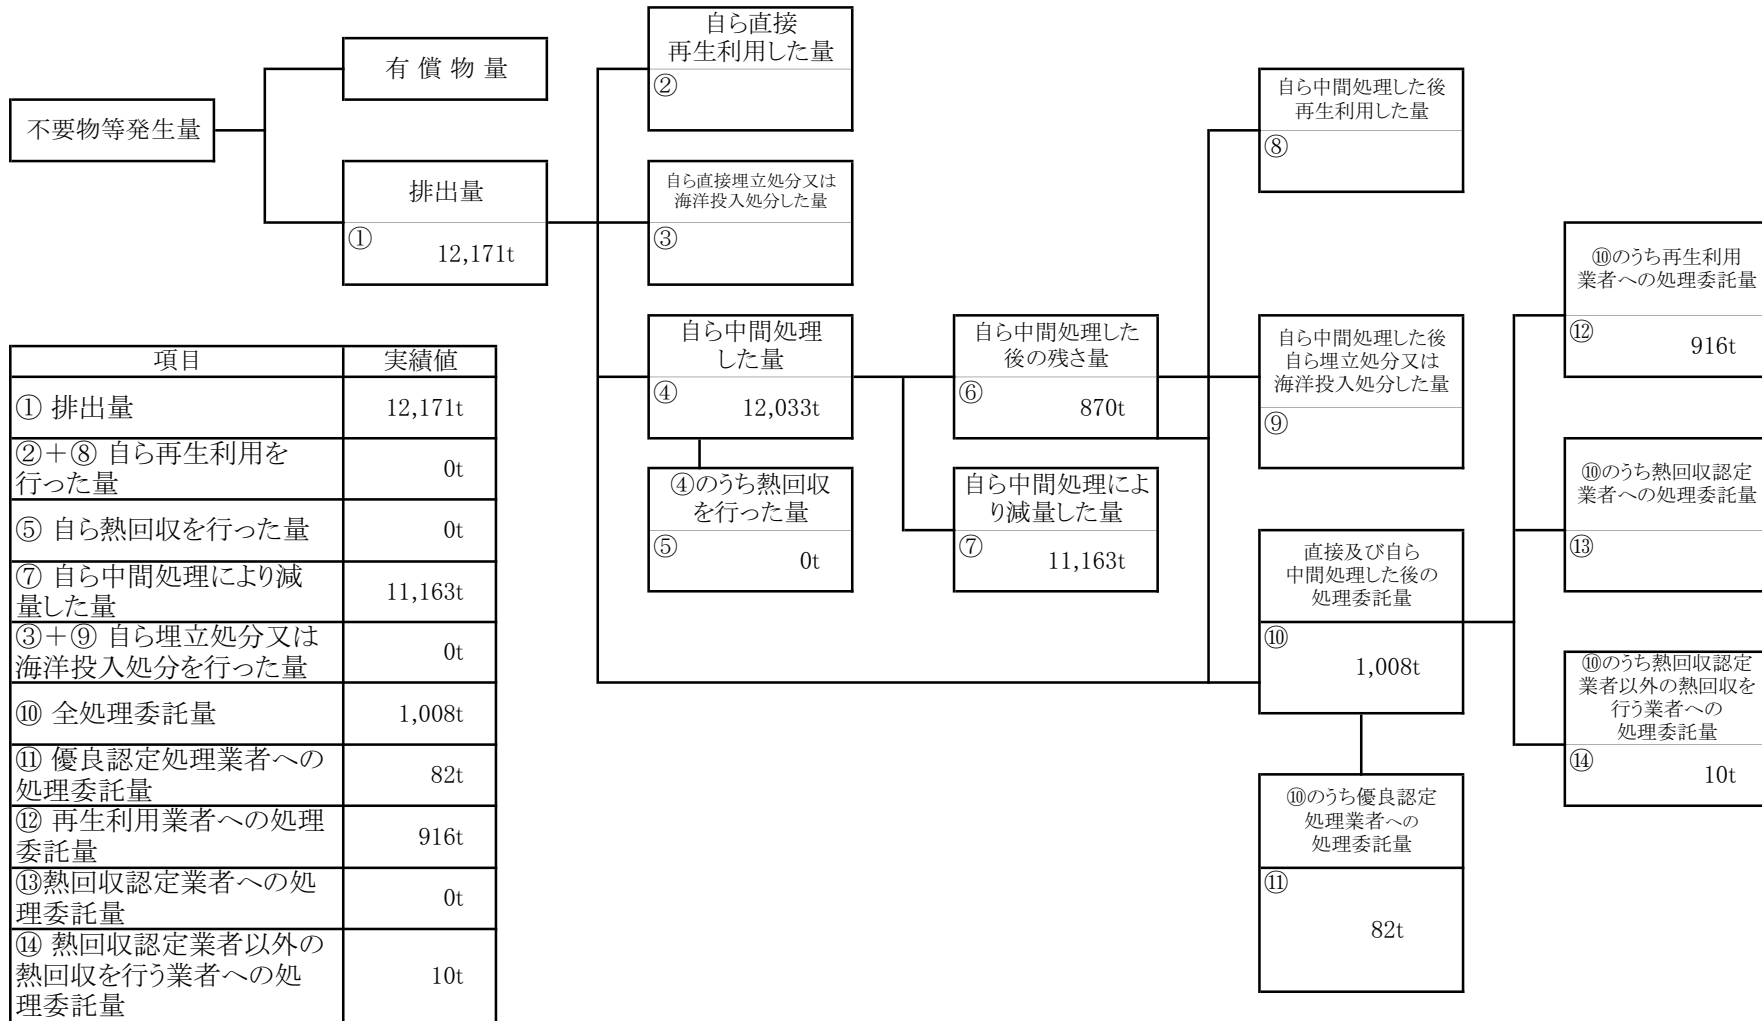 不要物等発生量
有 償 物 量
排出量
①
12,171t
自ら直接
再生利用した量
②
自ら直接埋立処分又は
海洋投入処分した量
③
自ら中間処理
した量
④
12,033t
④のうち熱回収
を行った量
⑤
0t
自ら中間処理した
後の残さ量
⑥
870t
自ら中間処理によ
り減量した量
⑦
11,163t
自ら中間処理した後
再生利用した量
⑧
自ら中間処理した後
自ら埋立処分又は
海洋投入処分した量
⑨
直接及び自ら
中間処理した後の
処理委託量
⑩
1,008t
⑩のうち優良認定
処理業者への
処理委託量
⑪
82t
⑩のうち再生利用
業者への処理委託量
⑫
916t
⑩のうち熱回収認定
業者への処理委託量
⑬
⑩のうち熱回収認定
業者以外の熱回収を
行う業者への
処理委託量
⑭
10t
項目 実績値
① 排出量 12,171t
②＋⑧ 自ら再生利用を
行った量 0t
⑤ 自ら熱回収を行った量 0t
⑦ 自ら中間処理により減
量した量 11,163t
③＋⑨ 自ら埋立処分又は
海洋投入処分を行った量 0t
⑩ 全処理委託量 1,008t
⑪ 優良認定処理業者への
処理委託量 82t
⑫ 再生利用業者への処理
委託量 916t
⑬熱回収認定業者への処
理委託量 0t
⑭ 熱回収認定業者以外の
熱回収を行う業者への処
理委託量 10t